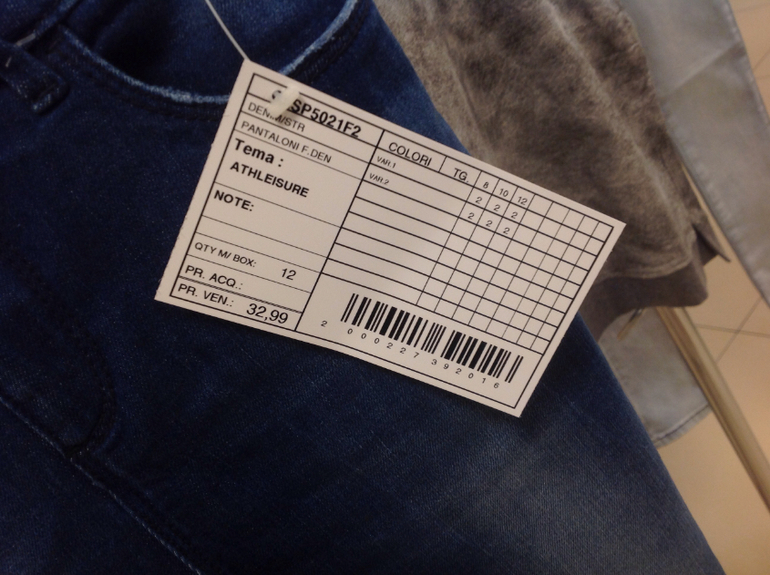 SP5021F2
PANTALONI F.DEN
Tema :
ATHLEISURE
NOTE:
QTY M/ BOX: 12
PR. ACQ.:
PR. VEN.: 32,99
COLORI TG. 8 10 12
VAR.1 2 2 2
VAR.2 2 2 2
2 000227 392016